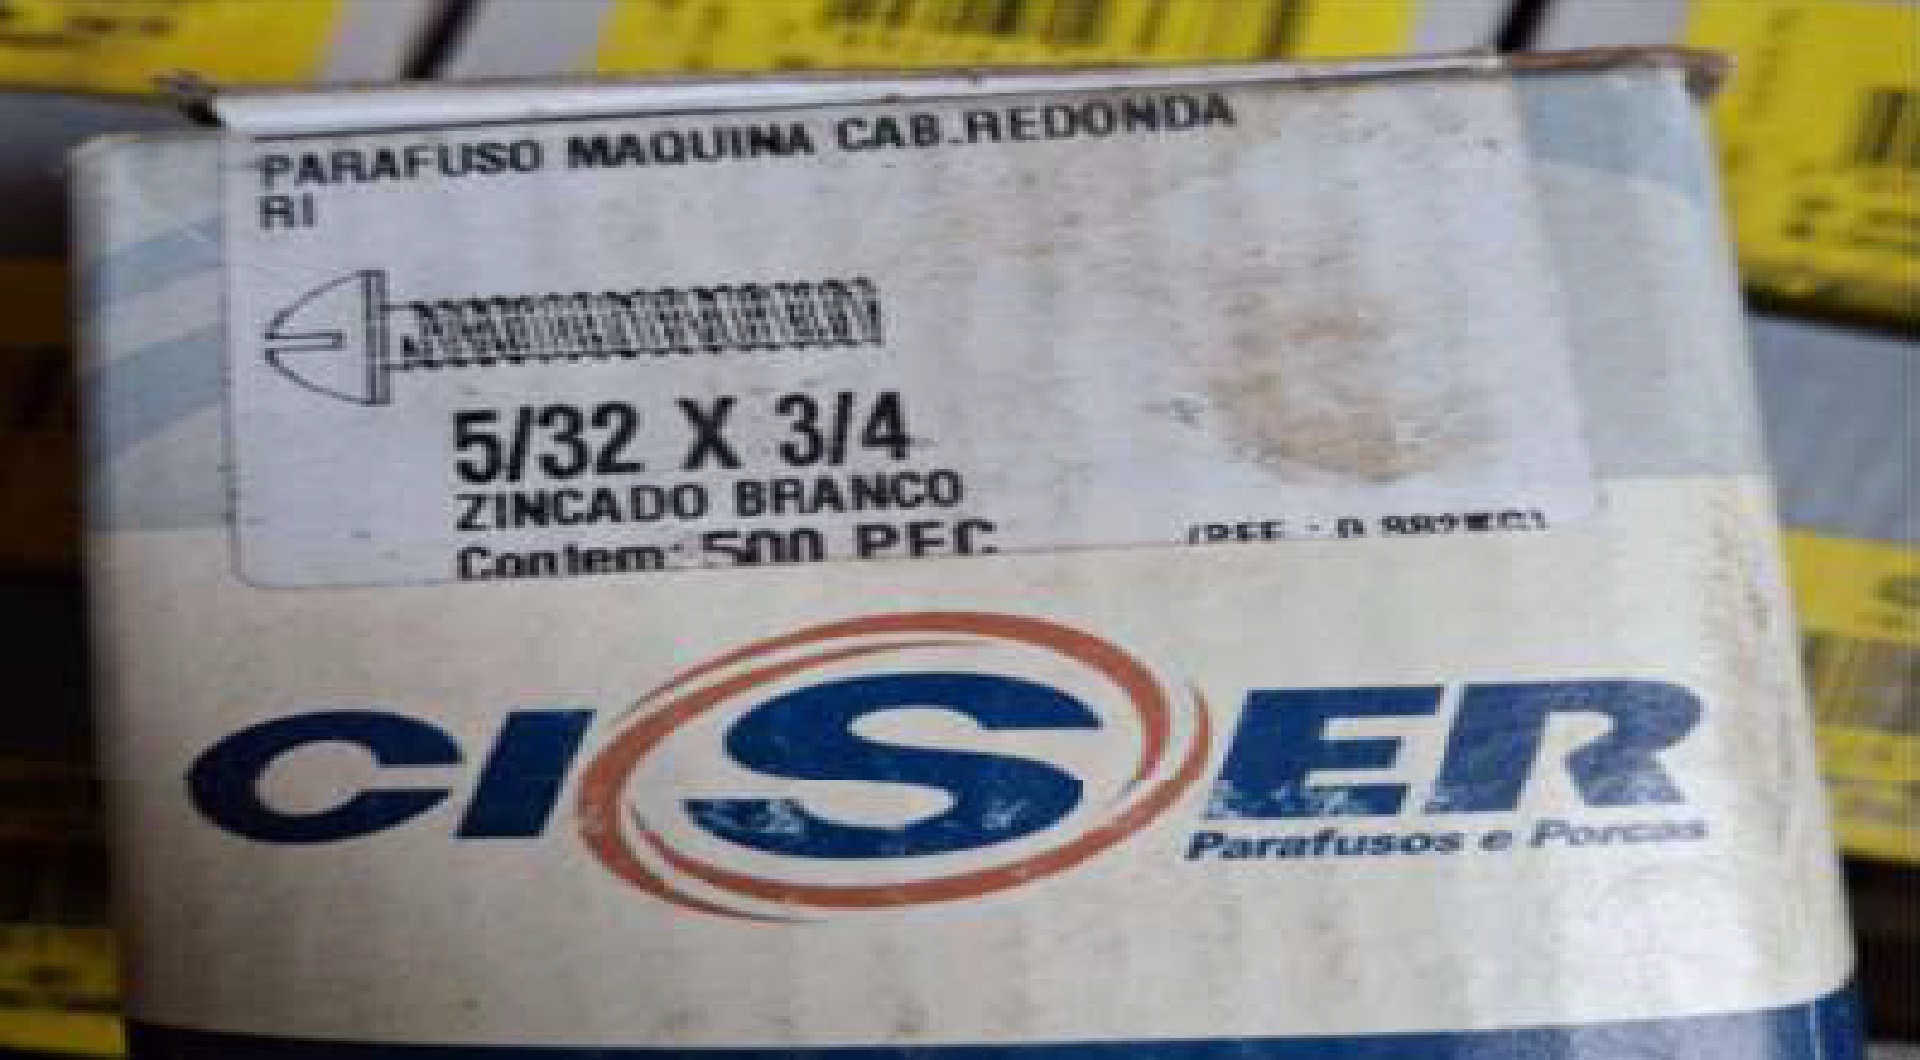 PARAFUSO MAQUINA CAB.REDONDA
RI
5/32 X 3/4
ZINCADO BRANCO
Contem: 500 PEC
CISER
Parafusos e Porcas